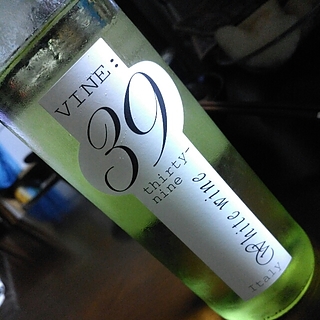 VINE:
39
thirty-
nine
White wine
Italy